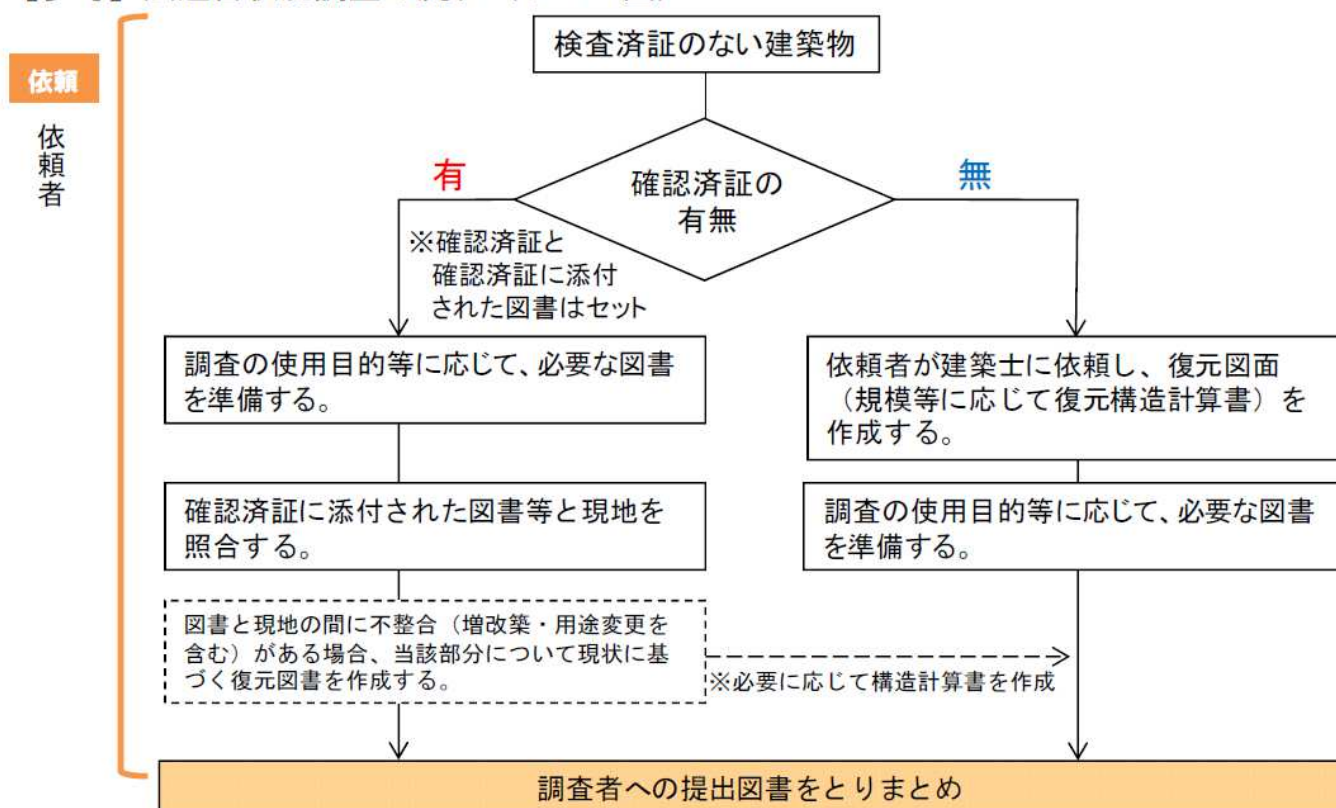 検査済証のない建築物
依頼
依
頼
者
確認済証の
有無
有
無
※確認済証と
確認済証に添付
された図書はセット
調査の使用目的等に応じて、必要な図書
を準備する。
依頼者が建築士に依頼し、復元図面
（規模等に応じて復元構造計算書）を
作成する。
確認済証に添付された図書等と現地を
照合する。
調査の使用目的等に応じて、必要な図書
を準備する。
図書と現地の間に不整合（増改築・用途変更を
含む）がある場合、当該部分について現状に基
づく復元図書を作成する。
※必要に応じて構造計算書を作成
調査者への提出図書をとりまとめ